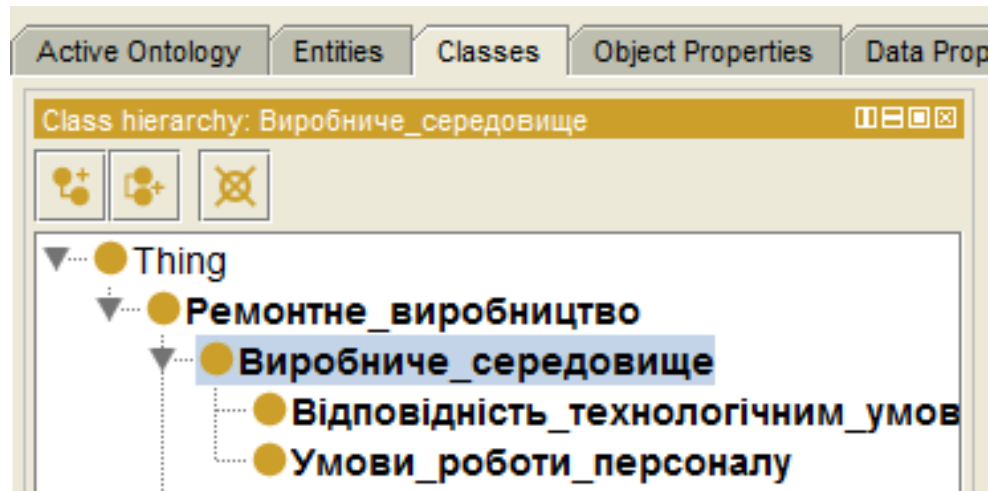 Active Ontology Entities Classes Object Properties Data Prop
Class hierarchy: Виробниче_середовище
Thing
Ремонтне_виробництво
Виробниче_середовище
Відповідність_технологічним_умов
Умови_роботи_персоналу